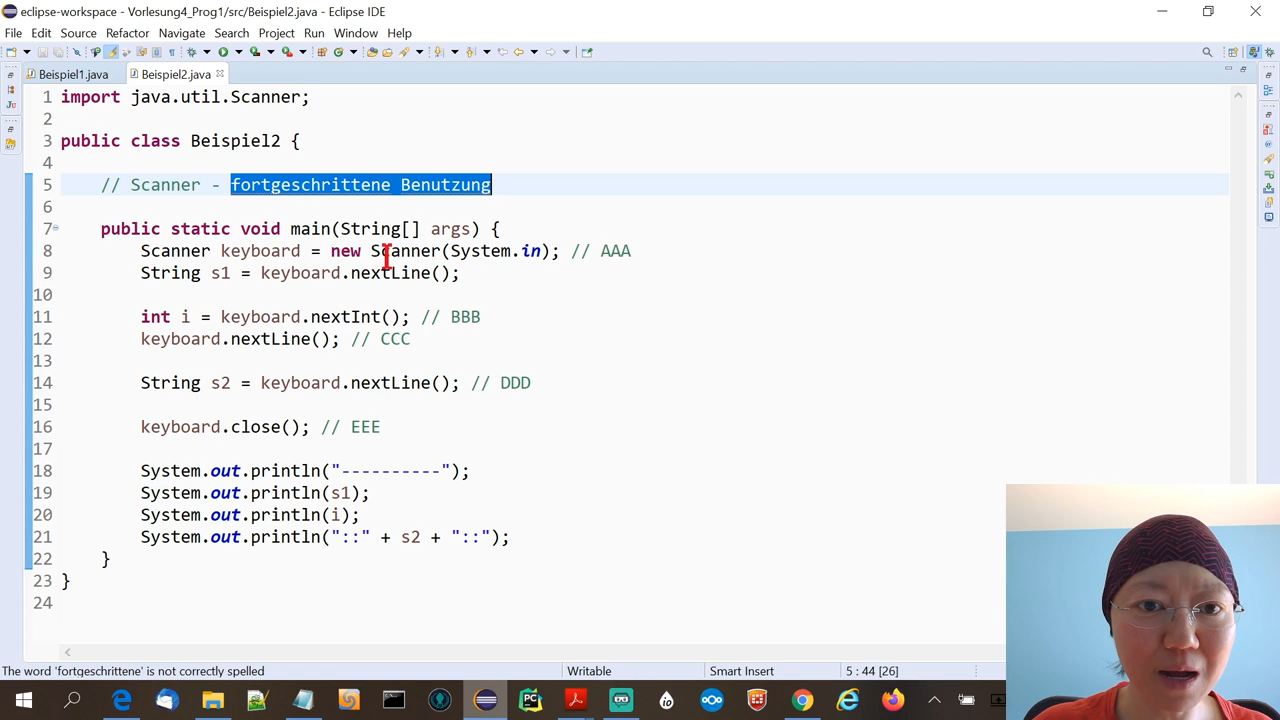 eclipse-workspace - Vorlesung4_Prog1/src/Beispiel2.java - Eclipse IDE
File Edit Source Refactor Navigate Search Project Run Window Help
Beispiel1.java Beispiel2.java
1 import java.util.Scanner;
2
3 public class Beispiel2 {
4
5 // Scanner - fortgeschrittene Benutzung
6
7 public static void main(String[] args) {
8 Scanner keyboard = new Scanner(System.in); // AAA
9 String s1 = keyboard.nextLine();
10
11 int i = keyboard.nextInt(); // BBB
12 keyboard.nextLine(); // CCC
13
14 String s2 = keyboard.nextLine(); // DDD
15
16 keyboard.close(); // EEE
17
18 System.out.println("----------");
19 System.out.println(s1);
20 System.out.println(i);
21 System.out.println("::" + s2 + "::");
22 }
23 }
24
The word 'fortgeschrittene' is not correctly spelled Writable Smart Insert 5 : 44 [26]